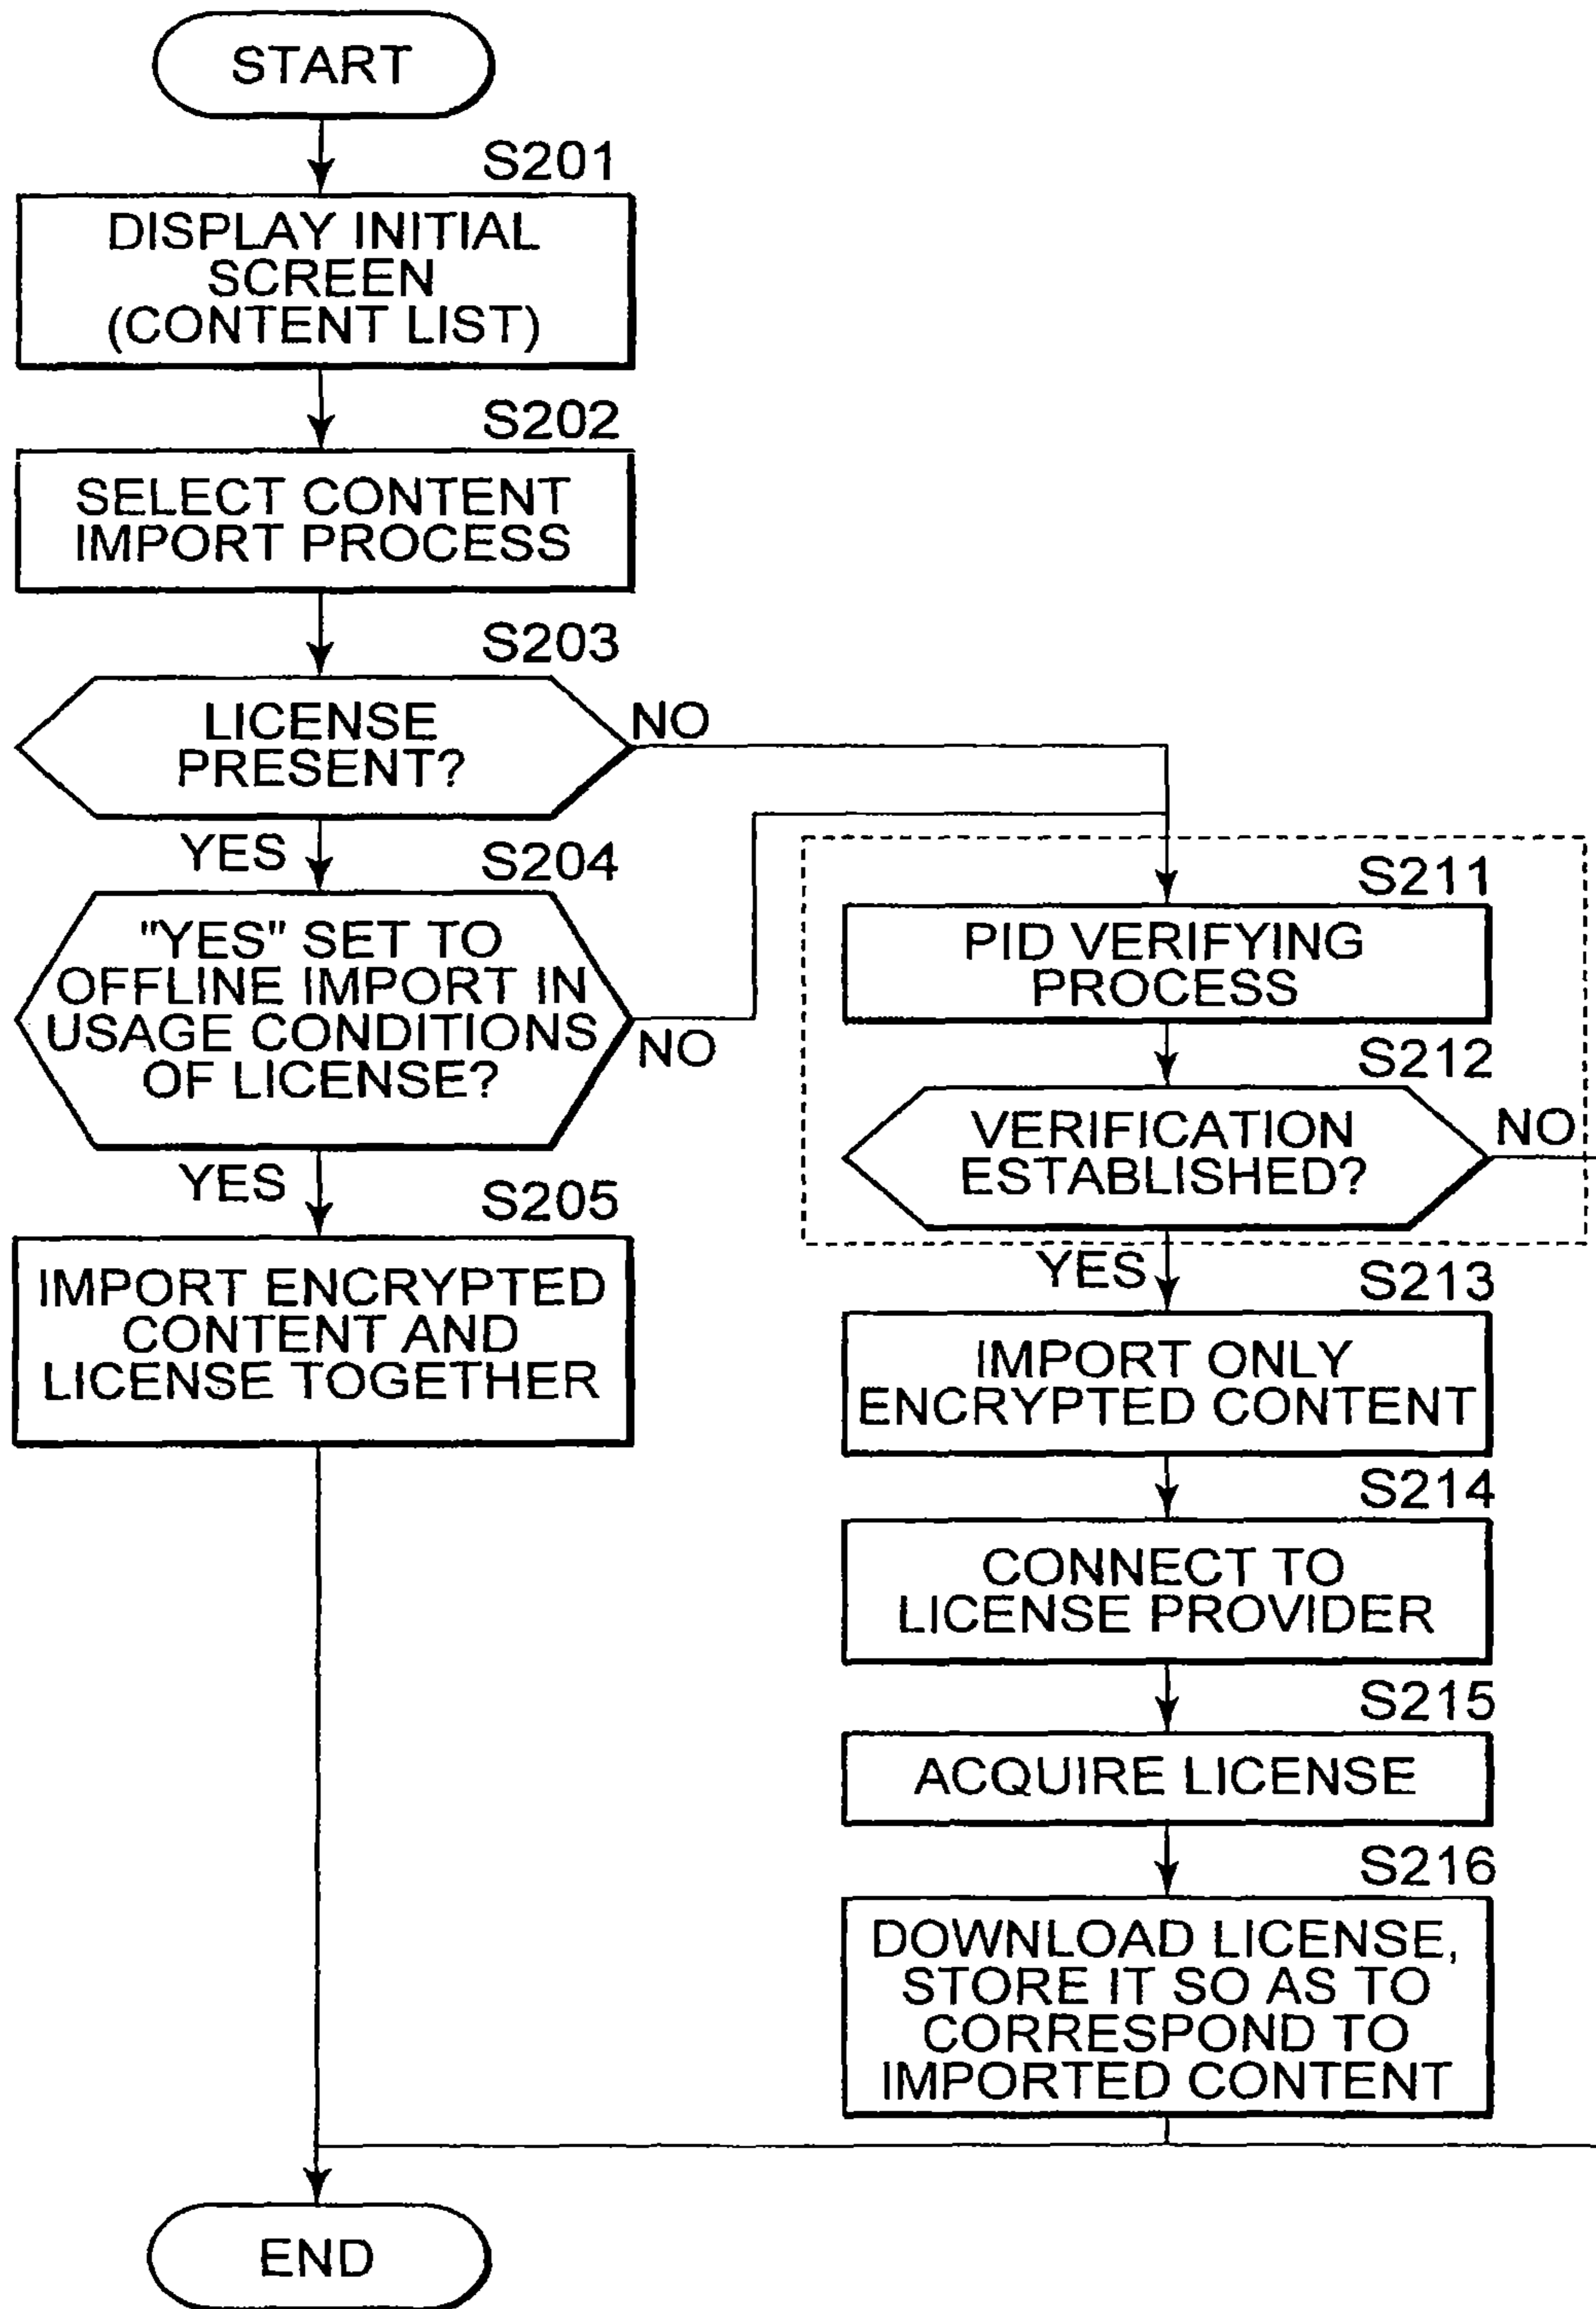 START
S201
DISPLAY INITIAL
SCREEN
(CONTENT LIST)
S202
SELECT CONTENT
IMPORT PROCESS
S203
LICENSE
PRESENT?
NO
YES
S204
"YES" SET TO
OFFLINE IMPORT IN
USAGE CONDITIONS
OF LICENSE?
NO
YES
S205
IMPORT ENCRYPTED
CONTENT AND
LICENSE TOGETHER
S211
PID VERIFYING
PROCESS
S212
VERIFICATION
ESTABLISHED?
NO
YES
S213
IMPORT ONLY
ENCRYPTED CONTENT
S214
CONNECT TO
LICENSE PROVIDER
S215
ACQUIRE LICENSE
S216
DOWNLOAD LICENSE,
STORE IT SO AS TO
CORRESPOND TO
IMPORTED CONTENT
END